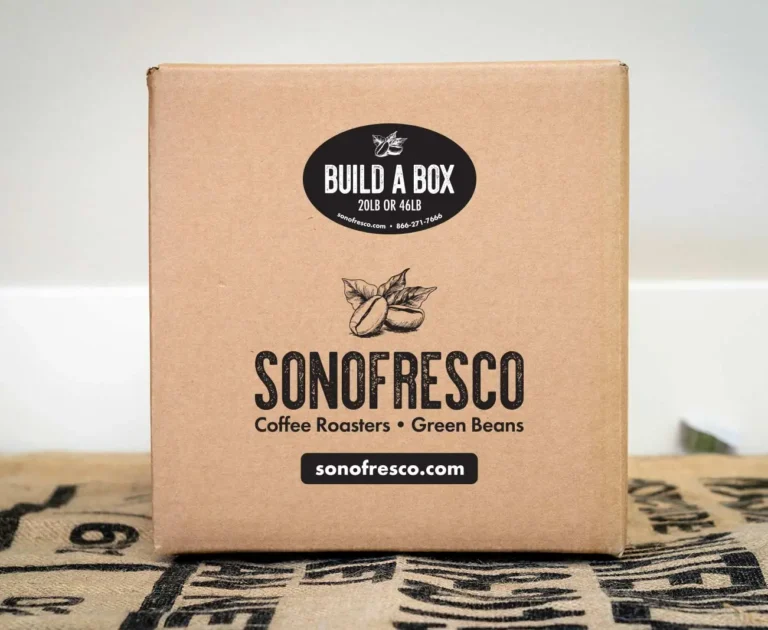 BUILD A BOX
20LB OR 46LB
sonofresco.com • 866-271-7666
SONOFRESCO
Coffee Roasters • Green Beans
sonofresco.com